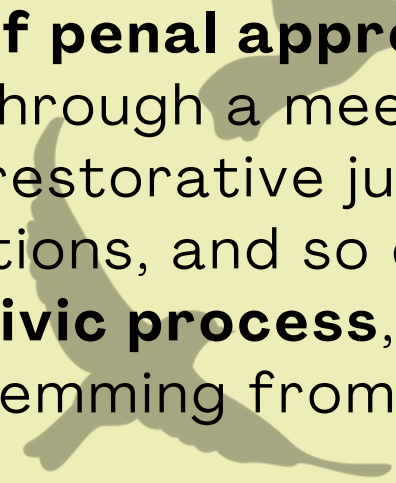 f penal appr
hrough a mee
restorative ju
tions, and so
ivic process,
emming from